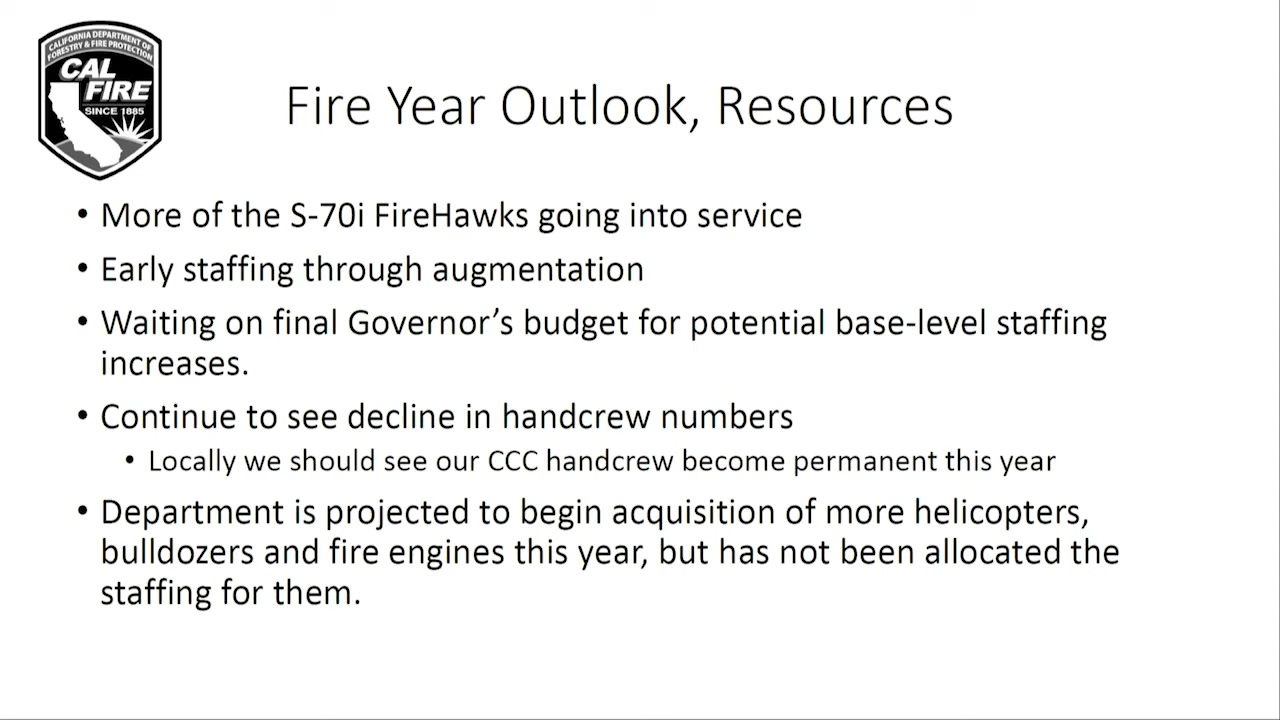 CALIFORNIA DEPARTMENT OF
FORESTRY & FIRE PROTECTION
CAL
FIRE
SINCE 1885
Fire Year Outlook, Resources
• More of the S-70i FireHawks going into service
• Early staffing through augmentation
• Waiting on final Governor’s budget for potential base-level staffing
increases.
• Continue to see decline in handcrew numbers
• Locally we should see our CCC handcrew become permanent this year
• Department is projected to begin acquisition of more helicopters,
bulldozers and fire engines this year, but has not been allocated the
staffing for them.